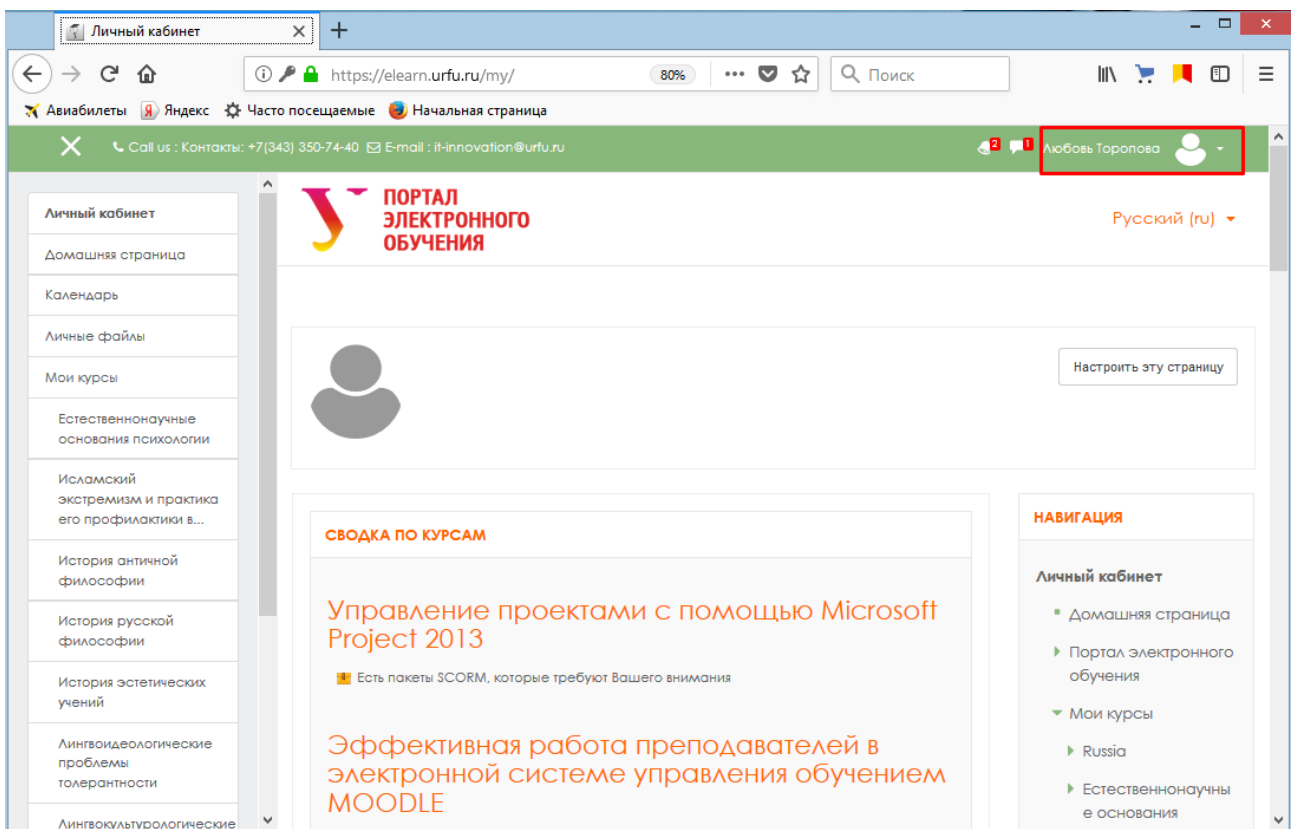 Личный кабинет
https://elearn.urfu.ru/my/
80%
Поиск
Авиабилеты
Я Яндекс
Часто посещаемые
Начальная страница
Call us : Контакты: +7(343) 350-74-40 E-mail : it-innovation@urfu.ru
2
1
Любовь Торопова
Личный кабинет
Домашняя страница
Календарь
Личные файлы
Мои курсы
Естественнонаучные
основания психологии
Исламский
экстремизм и практика
его профилактики в...
История античной
философии
История русской
философии
История эстетических
учений
Лингвоидеологические
проблемы
толерантности
Лингвокультурологические
ПОРТАЛ
ЭЛЕКТРОННОГО
ОБУЧЕНИЯ
Русский (ru)
Настроить эту страницу
СВОДКА ПО КУРСАМ
Управление проектами с помощью Microsoft
Project 2013
Есть пакеты SCORM, которые требуют Вашего внимания
Эффективная работа преподавателей в
электронной системе управления обучением
MOODLE
НАВИГАЦИЯ
Личный кабинет
Домашняя страница
Портал электронного
обучения
Мои курсы
Russia
Естественнонаучны
е основания